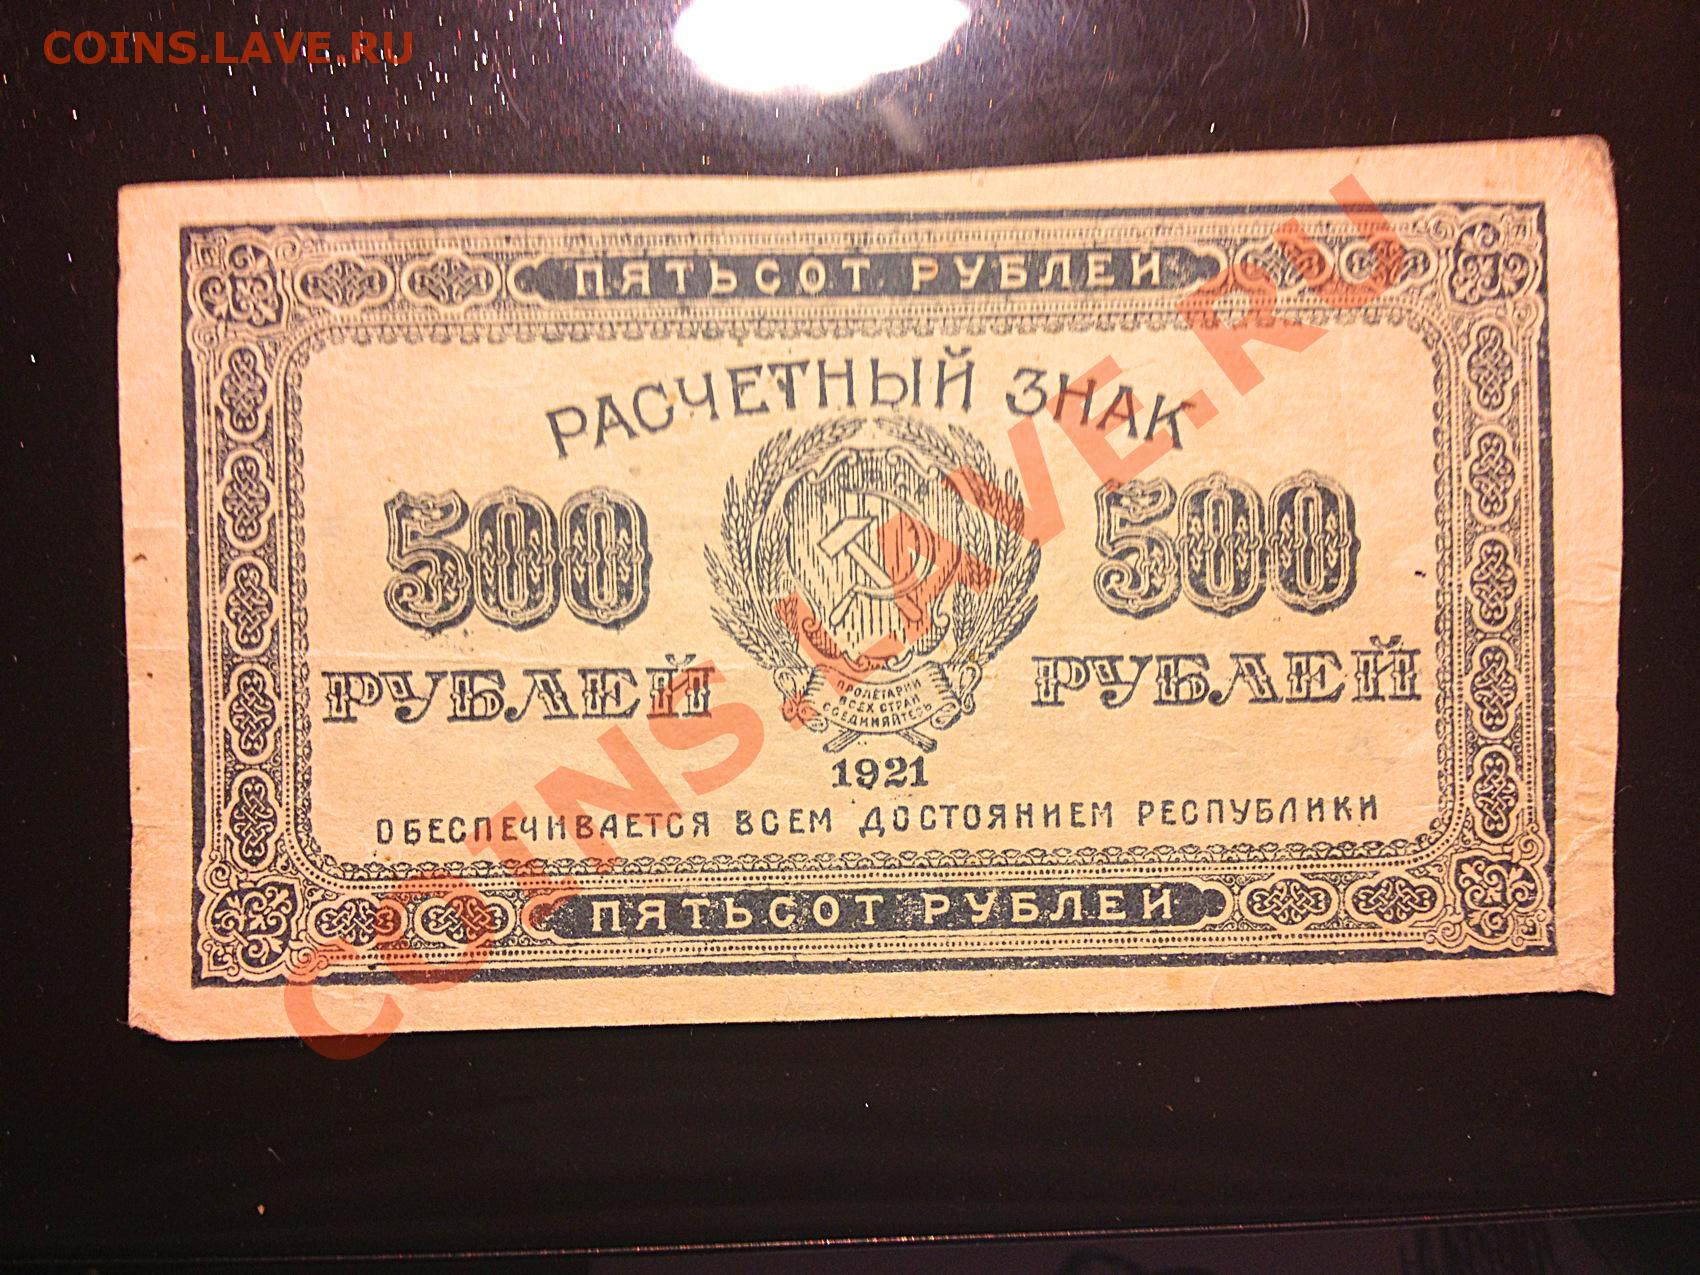 COINS.LAVE.RU
ПЯТЬСОТ РУБЛЕЙ
РАСЧЕТНЫЙ ЗНАК
500 500
РУБЛЕЙ РУБЛЕЙ
ПРОЛЕТАРИИ
ВСЕХ СТРАН
СОЕДИНЯЙТЕСЬ
1921
ОБЕСПЕЧИВАЕТСЯ ВСЕМ ДОСТОЯНИЕМ РЕСПУБЛИКИ
ПЯТЬСОТ РУБЛЕЙ
COINS.LAVE.RU